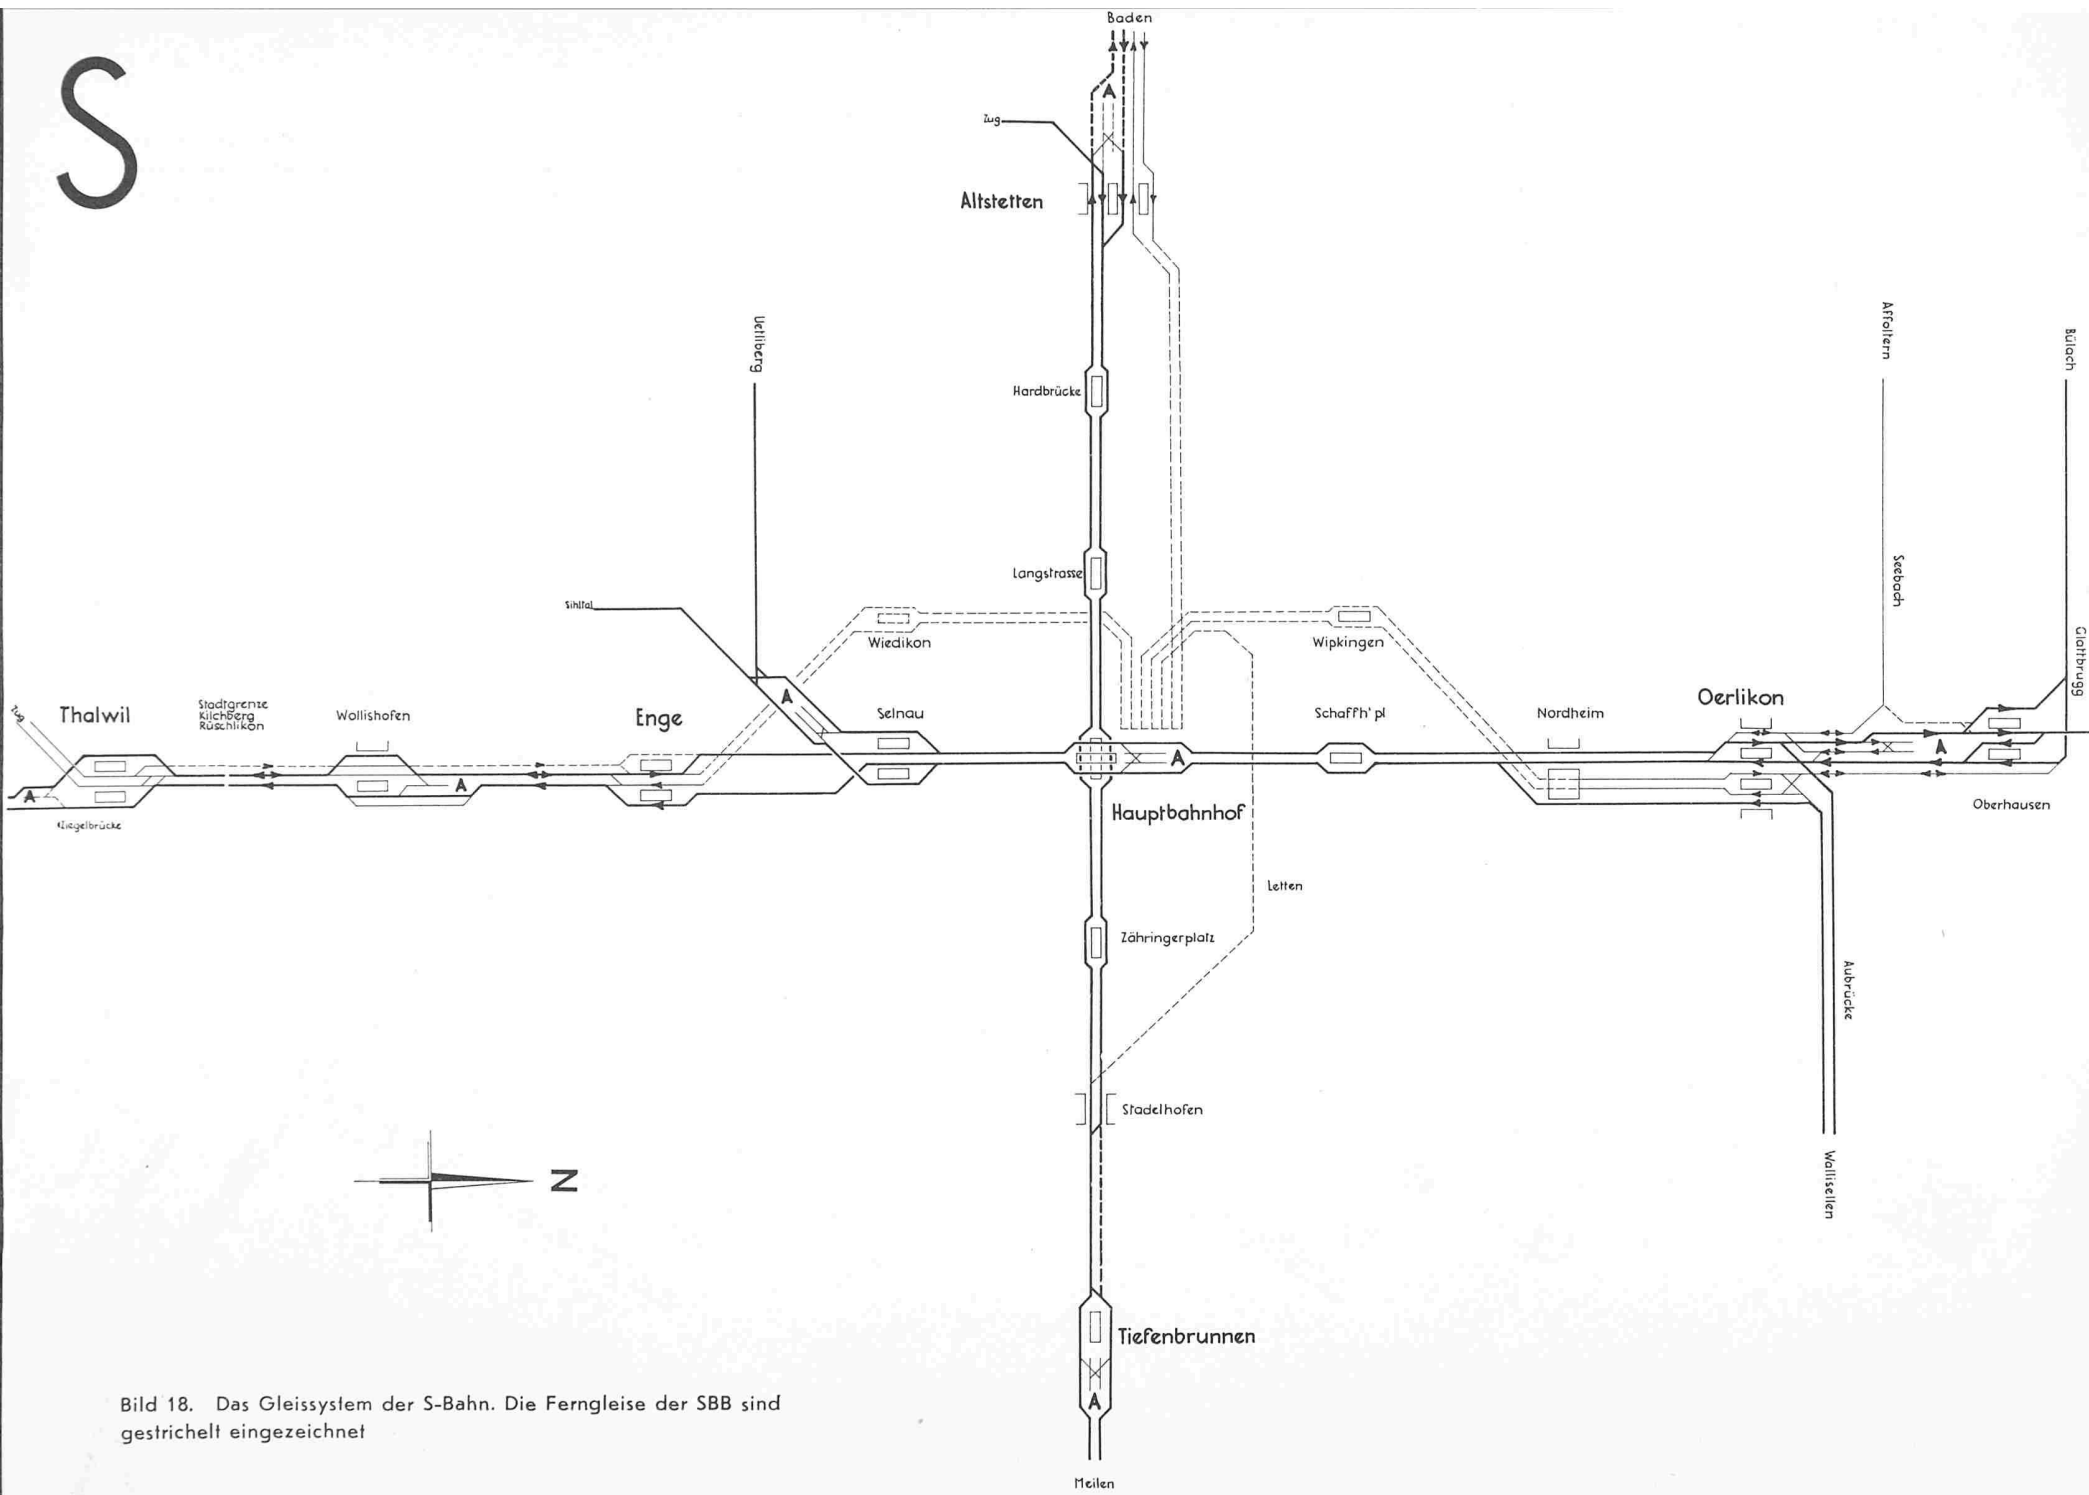 S
Baden
A
Zug
Altstetten
Uetliberg
Affoltern
Bülach
Hardbrücke
Langstrasse
Seebach
Sihltal
Wiedikon
Wipkingen
Glattbrugg
A
Oerlikon
Zug
Thalwil
Stadtgrenze
Kilchberg
Rüschlikon
Wollishofen
Enge
Selnau
Schaffh' pl
Nordheim
A
A
A
A
Hauptbahnhof
Oberhausen
Ziegelbrücke
Letten
Zähringerplatz
Aubrücke
Stadelhofen
N
Wallisellen
Tiefenbrunnen
A
Bild 18. Das Gleissystem der S-Bahn. Die Ferngleise der SBB sind
gestrichelt eingezeichnet
Meilen